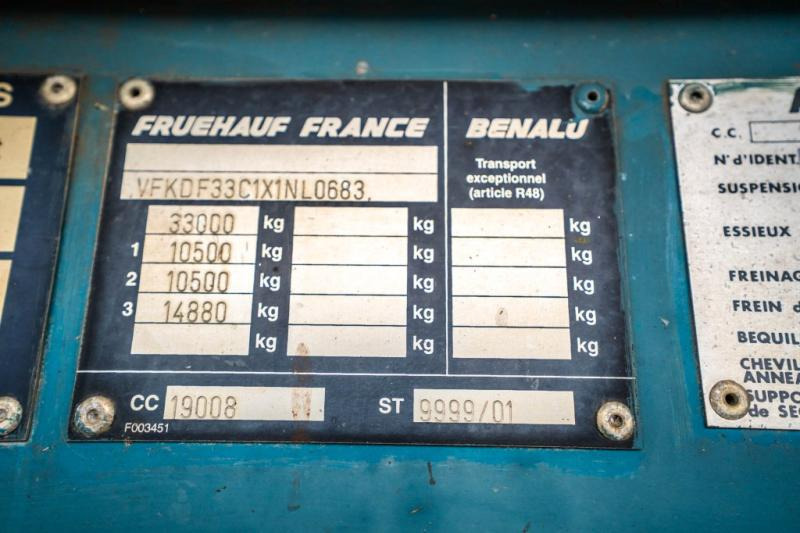 S
FRUEHAUF FRANCE
BENALU
Transport
exceptionnel
(article R48)
VFKDF33C1X1NL0683
33000 kg kg kg
1 10500 kg kg kg
2 10500 kg kg kg
3 14880 kg kg kg
kg kg kg
CC 19008 ST 9999/01
F003451
C.C.
N° d'IDENT.
SUSPENSI
ESSIEUX
FREINAG
FREIN d
BEQUIL
CHEVIL
ANNEA
SUPPO
de SEC